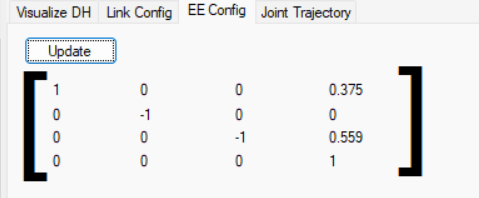 Visualize DH Link Config EE Config Joint Trajectory
Update
1 0 0 0.375
0 -1 0 0
0 0 -1 0.559
0 0 0 1